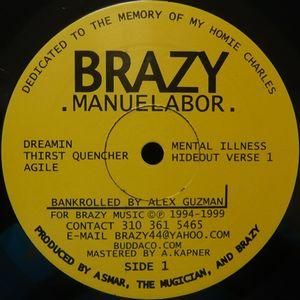 DEDICATED TO THE MEMORY OF MY HOMIE CHARLES
BRAZY
.MANUELABOR.
DREAMIN
THIRST QUENCHER
AGILE
MENTAL ILLNESS
HIDEOUT VERSE 1
BANKROLLED BY ALEX GUZMAN
FOR BRAZY MUSIC ©℗ 1994-1999
CONTACT 310 361 5465
E-MAIL BRAZY44@YAHOO.COM
BUDDACO.COM
MASTERED BY A.KAPNER
SIDE 1
PRODUCED BY ASWAR, THE MUGICIAN, AND BRAZY